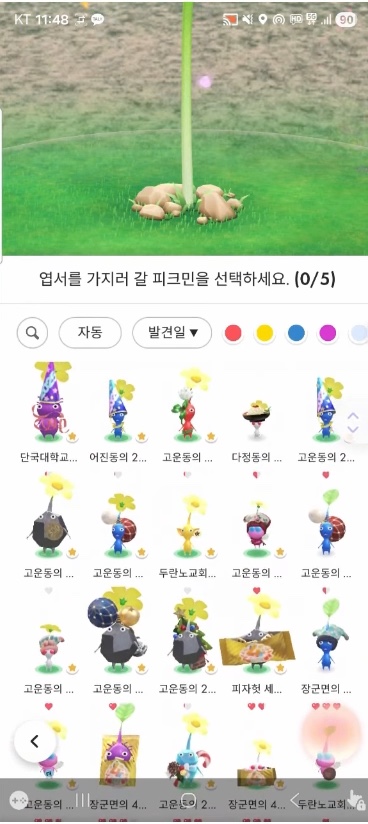 KT 11:48 90
엽서를 가지러 갈 피크민을 선택하세요. (0/5)
자동 발견일 ▼
단국대학교... 어진동의 2... 고운동의 ... 다정동의 ... 고운동의 2...
고운동의 ... 고운동의 ... 두란노교회... 고운동의 ... 고운동의 ...
고운동의 ... 고운동의 ... 고운동의 2... 피자헛 세... 장군면의 ...
고운동의 ... 장군면의 4... 고운동의 2... 장군면의 4... 두란노교회...